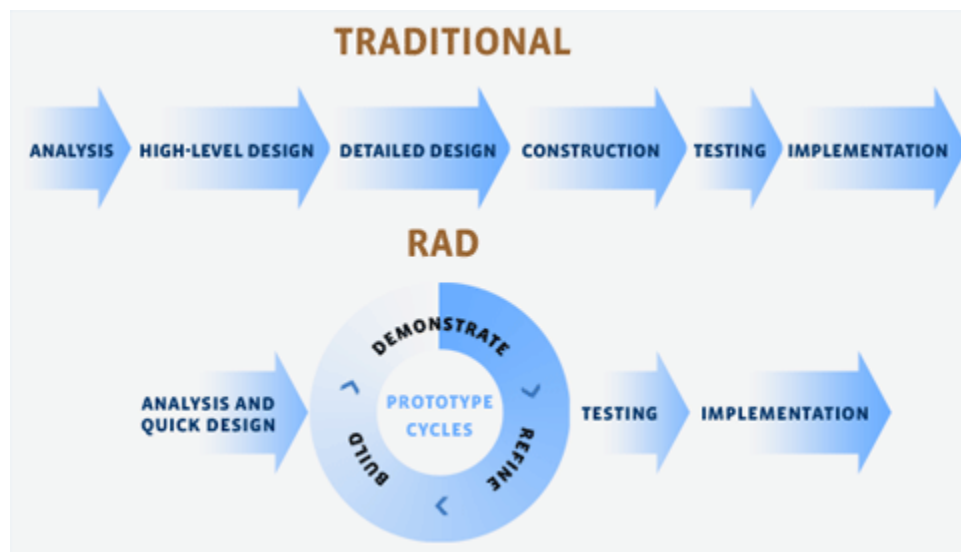 TRADITIONAL
ANALYSIS
HIGH-LEVEL DESIGN
DETAILED DESIGN
CONSTRUCTION
TESTING
IMPLEMENTATION
RAD
ANALYSIS AND
QUICK DESIGN
DEMONSTRATE
REFINE
BUILD
PROTOTYPE
CYCLES
TESTING
IMPLEMENTATION